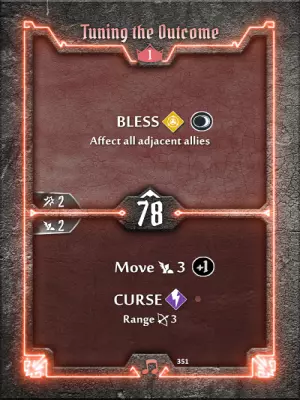 Tuning the Outcome
1
BLESS
Affect all adjacent allies
2
78
2
Move 3 +1
CURSE
Range 3
351